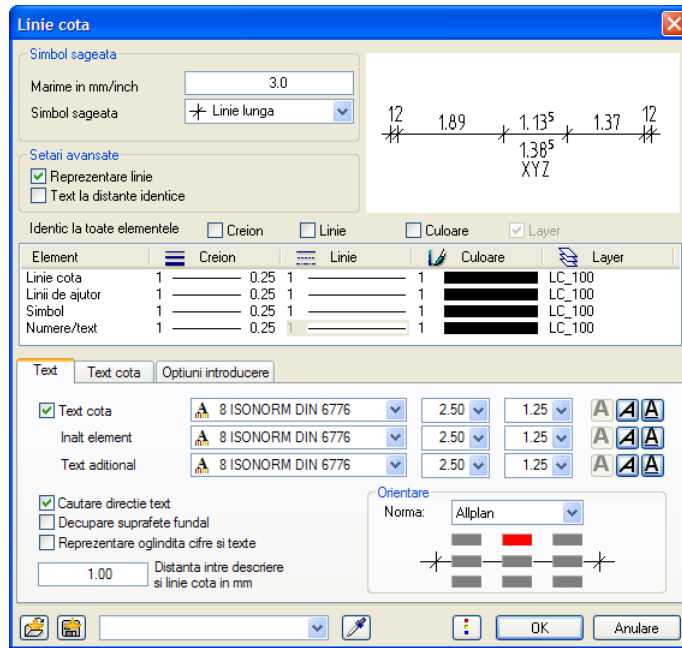 Linie cota
Simbol sageata
Marime in mm/inch 3.0
Simbol sageata Linie lunga
12 1.89 1.13⁵ 1.37 12
1.38⁵
XYZ
Setari avansate
Reprezentare linie
Text la distante identice
Identic la toate elementele Creion Linie Culoare Layer
Element Creion Linie Culoare Layer
Linie cota 1 0.25 1 1 LC_100
Linii de ajutor 1 0.25 1 1 LC_100
Simbol 1 0.25 1 1 LC_100
Numere/text 1 0.25 1 1 LC_100
Text Text cota Optiuni introducere
Text cota A 8 ISONORM DIN 6776 2.50 1.25 A A A
Inalt element A 8 ISONORM DIN 6776 2.50 1.25 A A A
Text aditional A 8 ISONORM DIN 6776 2.50 1.25 A A A
Cautare directie text
Decupare suprafete fundal
Reprezentare oglindita cifre si texte
1.00 Distanta intre descriere
si linie cota in mm
Orientare
Norma: Allplan
OK Anulare